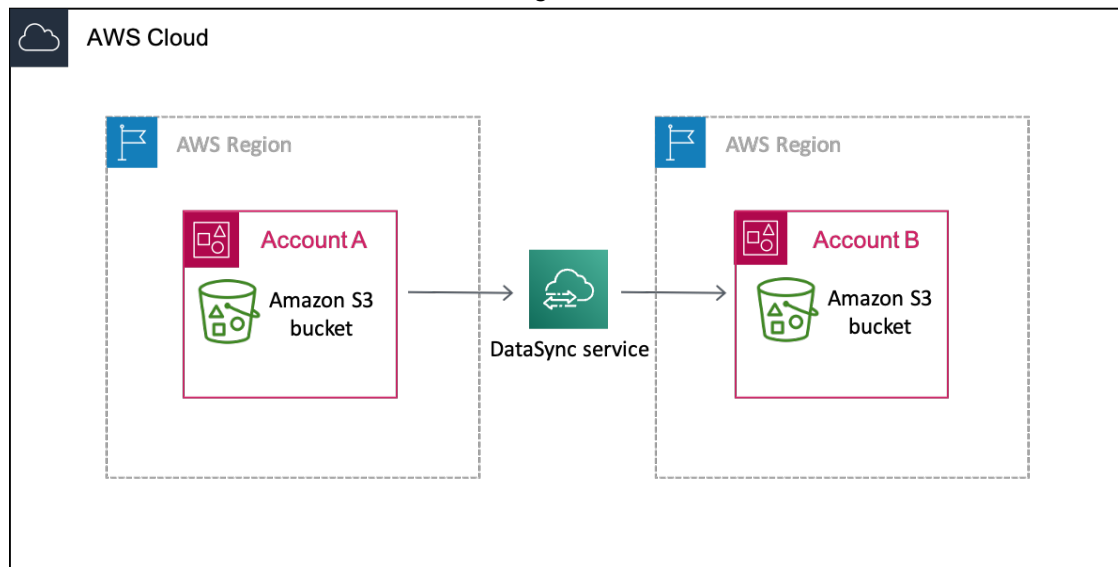 AWS Cloud
AWS Region
AWS Region
Account A
Amazon S3
bucket
DataSync service
Account B
Amazon S3
bucket